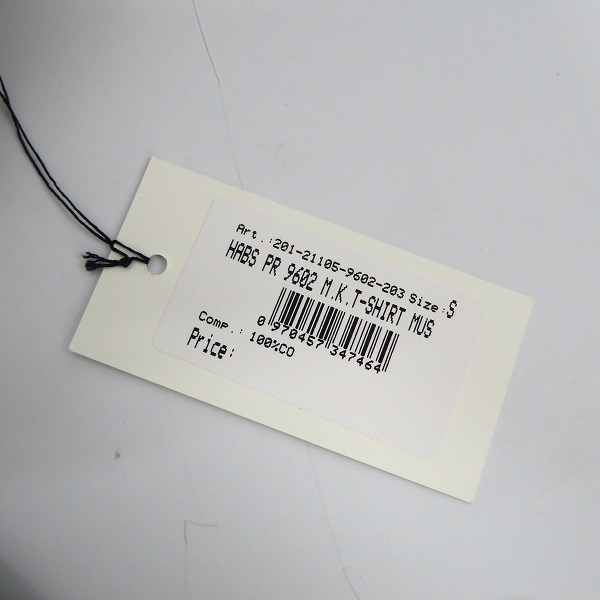 Art.:201-21105-9602-203 Size:S
HABS PR 9602 M.K.T-SHIRT MUS
0 970457 347464
Comp.: 100%CO
Price: